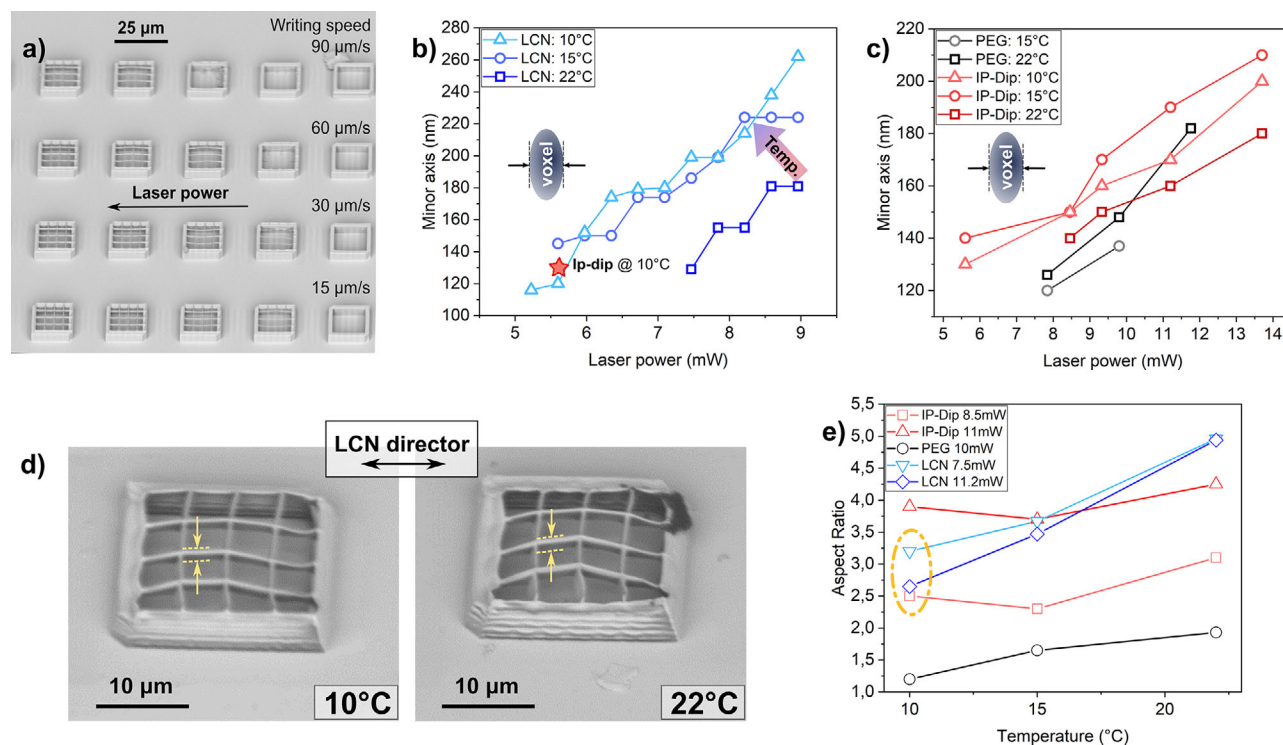 a)
25 µm
Writing speed
90 µm/s
60 µm/s
Laser power
30 µm/s
15 µm/s
b)
LCN: 10°C
LCN: 15°C
LCN: 22°C
280
260
240
220
200
180
160
140
120
100
Minor axis (nm)
voxel
Temp.
Ip-dip @ 10°C
5 6 7 8 9
Laser power (mW)
c)
PEG: 15°C
PEG: 22°C
IP-Dip: 10°C
IP-Dip: 15°C
IP-Dip: 22°C
220
200
180
160
140
120
Minor axis (nm)
voxel
5 6 7 8 9 10 11 12 13 14
Laser power (mW)
d)
LCN director
10 µm
10°C
10 µm
22°C
e)
IP-Dip 8.5mW
IP-Dip 11mW
PEG 10mW
LCN 7.5mW
LCN 11.2mW
5,5
5,0
4,5
4,0
3,5
3,0
2,5
2,0
1,5
1,0
Aspect Ratio
10 15 20
Temperature (°C)